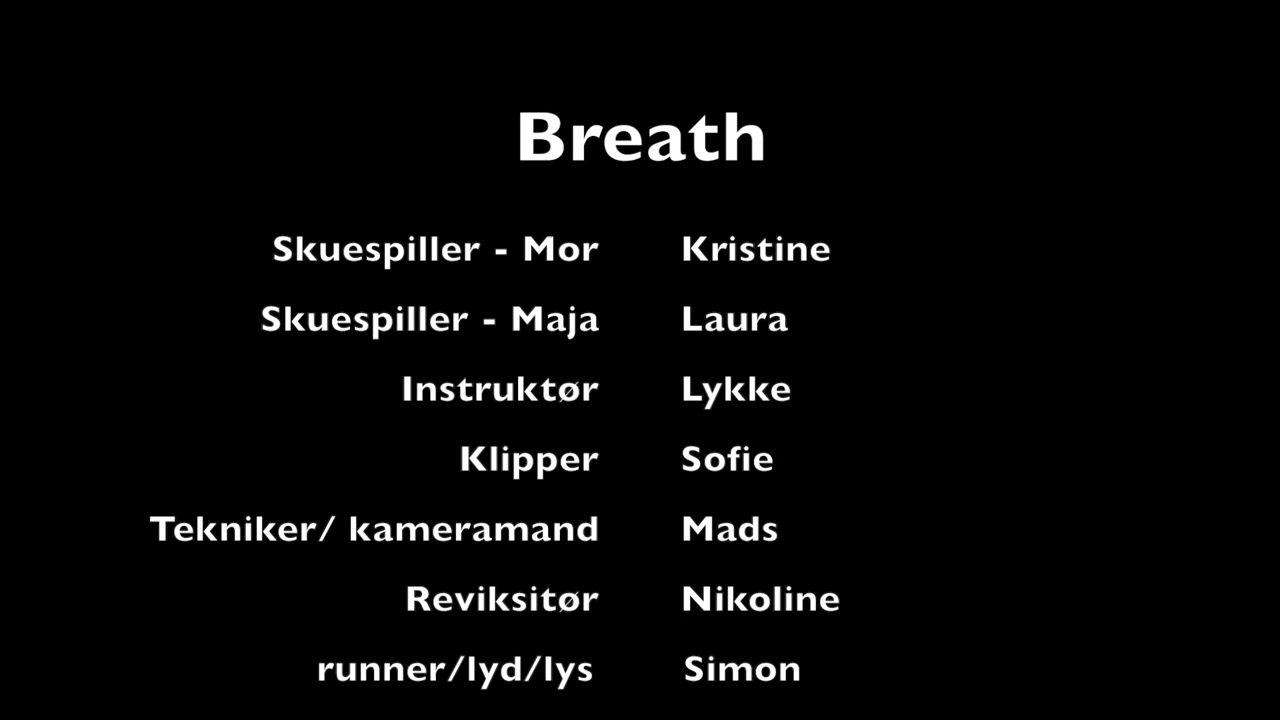 Breath
Skuespiller - Mor Kristine
Skuespiller - Maja Laura
Instruktør Lykke
Klipper Sofie
Tekniker/ kameramand Mads
Reviksitør Nikoline
runner/lyd/lys Simon